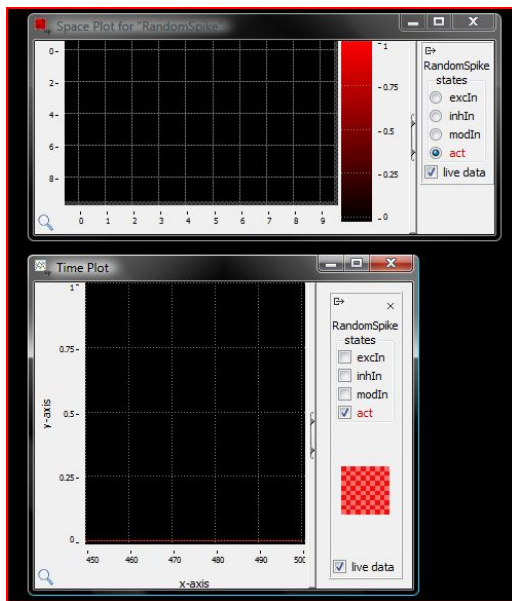 Space Plot for "RandomSpike"
0
2
4
6
8
0 1 2 3 4 5 6 7 8 9
1
0.75
0.5
0.25
0
RandomSpike
states
excIn
inhIn
modIn
act
live data
Time Plot
1
0.75
0.5
0.25
0
y-axis
450 460 470 480 490 500
x-axis
RandomSpike
states
excIn
inhIn
modIn
act
live data